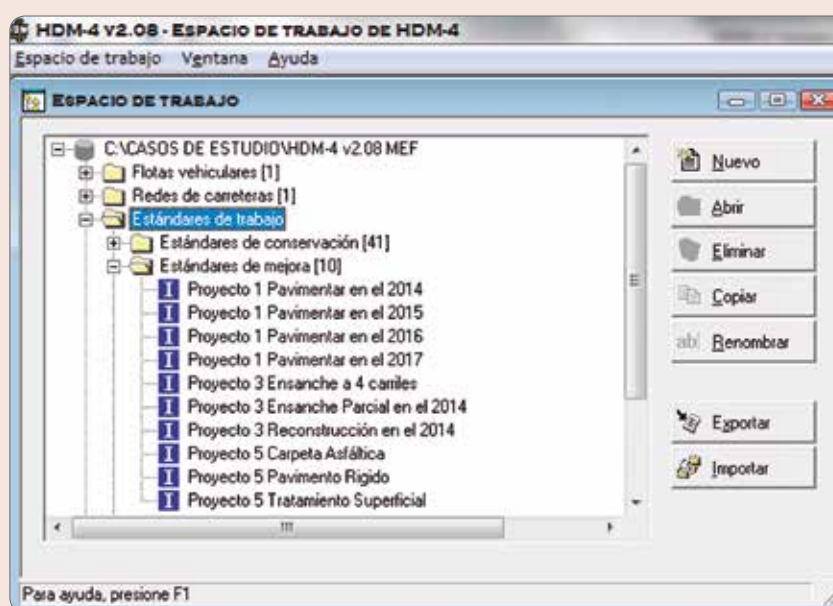 HDM-4 v2.08 - ESPACIO DE TRABAJO DE HDM-4
Espacio de trabajo Ventana Ayuda
ESPACIO DE TRABAJO
C:\CASOS DE ESTUDIO\HDM-4 v2.08 MEF
Flotas vehiculares [1]
Redes de carreteras [1]
Estándares de trabajo
Estándares de conservación [41]
Estándares de mejora [10]
Proyecto 1 Pavimentar en el 2014
Proyecto 1 Pavimentar en el 2015
Proyecto 1 Pavimentar en el 2016
Proyecto 1 Pavimentar en el 2017
Proyecto 3 Ensanche a 4 carriles
Proyecto 3 Ensanche Parcial en el 2014
Proyecto 3 Reconstrucción en el 2014
Proyecto 5 Carpeta Asfáltica
Proyecto 5 Pavimento Rigido
Proyecto 5 Tratamiento Superficial
Nuevo
Abrir
Eliminar
Copiar
Renombrar
Exportar
Importar
Para ayuda, presione F1